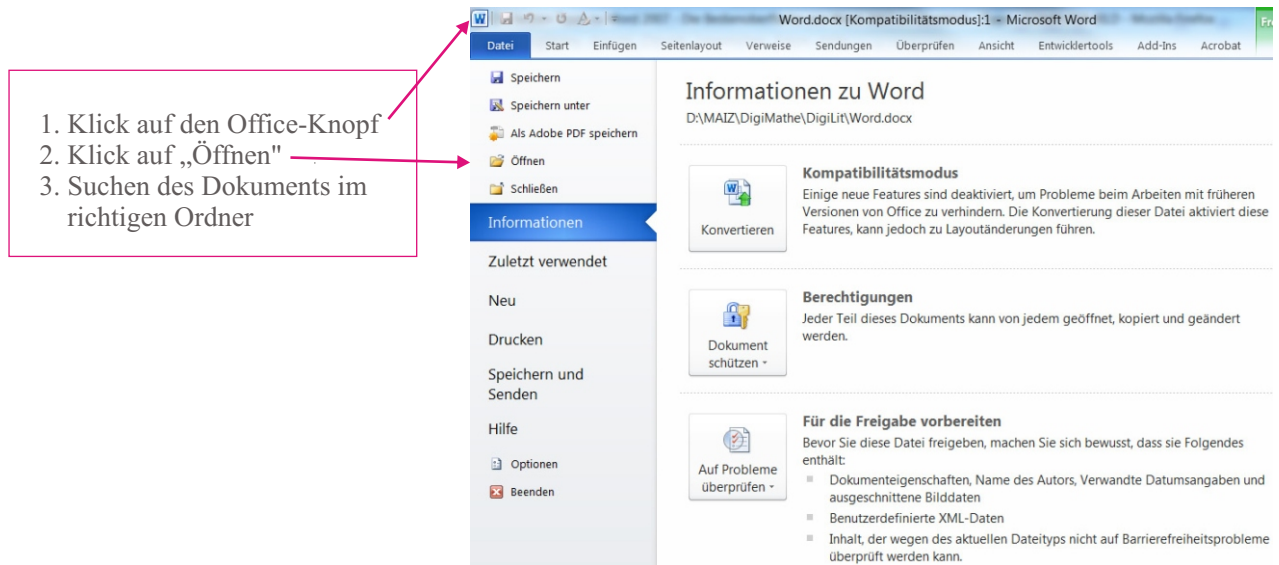 Word.docx [Kompatibilitätsmodus]:1 - Microsoft Word
Datei Start Einfügen Seitenlayout Verweise Sendungen Überprüfen Ansicht Entwicklertools Add-Ins Acrobat
1. Klick auf den Office-Knopf
2. Klick auf „Öffnen"
3. Suchen des Dokuments im
richtigen Ordner
Speichern
Speichern unter
Als Adobe PDF speichern
Öffnen
Schließen
Informationen
Zuletzt verwendet
Neu
Drucken
Speichern und
Senden
Hilfe
Optionen
Beenden
Informationen zu Word
D:\MAIZ\DigiMathe\DigiLit\Word.docx
Konvertieren
Kompatibilitätsmodus
Einige neue Features sind deaktiviert, um Probleme beim Arbeiten mit früheren
Versionen von Office zu verhindern. Die Konvertierung dieser Datei aktiviert diese
Features, kann jedoch zu Layoutänderungen führen.
Dokument
schützen
Berechtigungen
Jeder Teil dieses Dokuments kann von jedem geöffnet, kopiert und geändert
werden.
Auf Probleme
überprüfen
Für die Freigabe vorbereiten
Bevor Sie diese Datei freigeben, machen Sie sich bewusst, dass sie Folgendes
enthält:
Dokumenteigenschaften, Name des Autors, Verwandte Datumsangaben und
ausgeschnittene Bilddaten
Benutzerdefinierte XML-Daten
Inhalt, der wegen des aktuellen Dateityps nicht auf Barrierefreiheitsprobleme
überprüft werden kann.